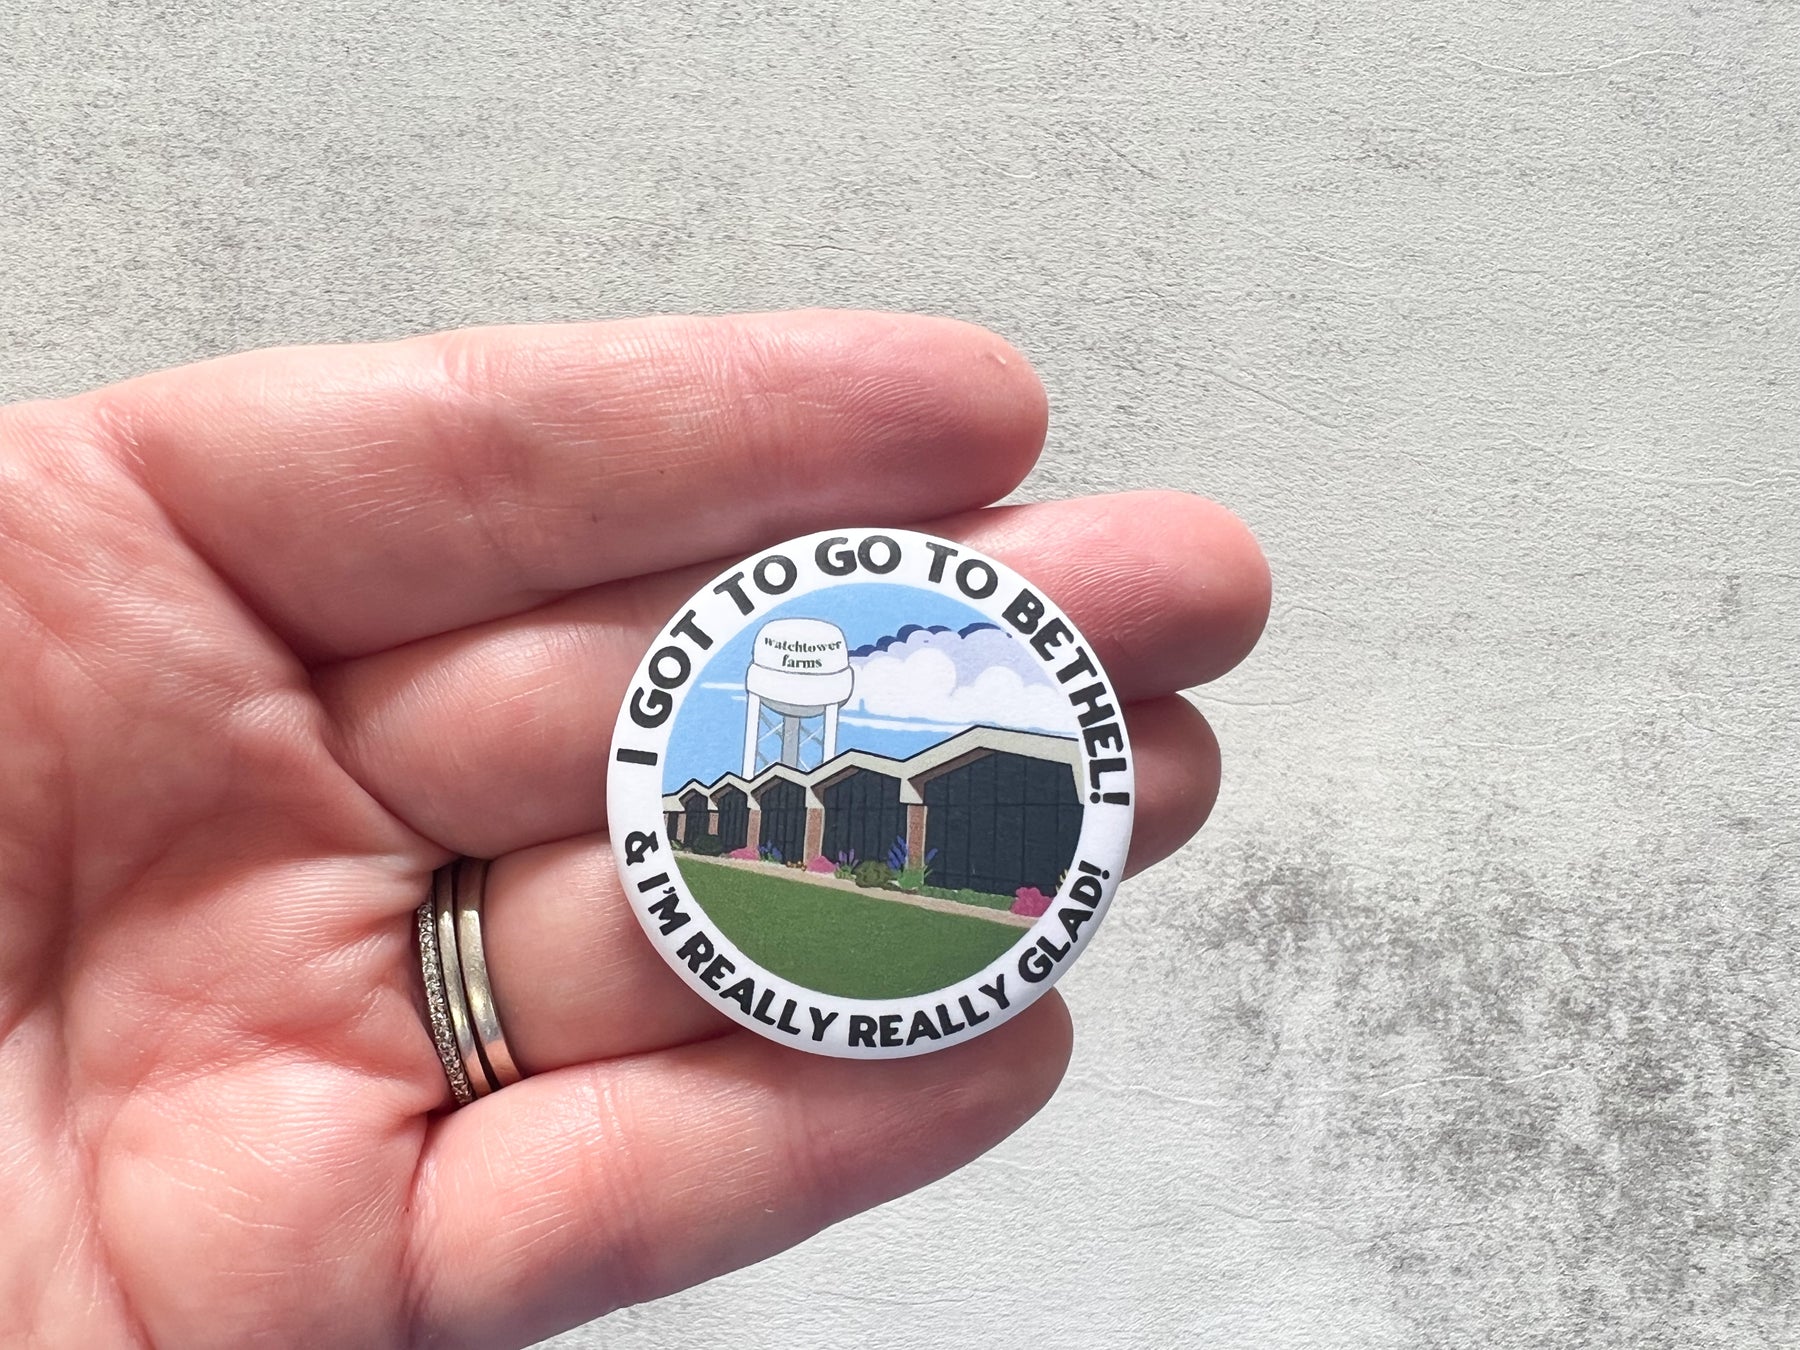 I GOT TO GO TO BETHEL!
watchtower
farms
& I'M REALLY REALLY GLAD!